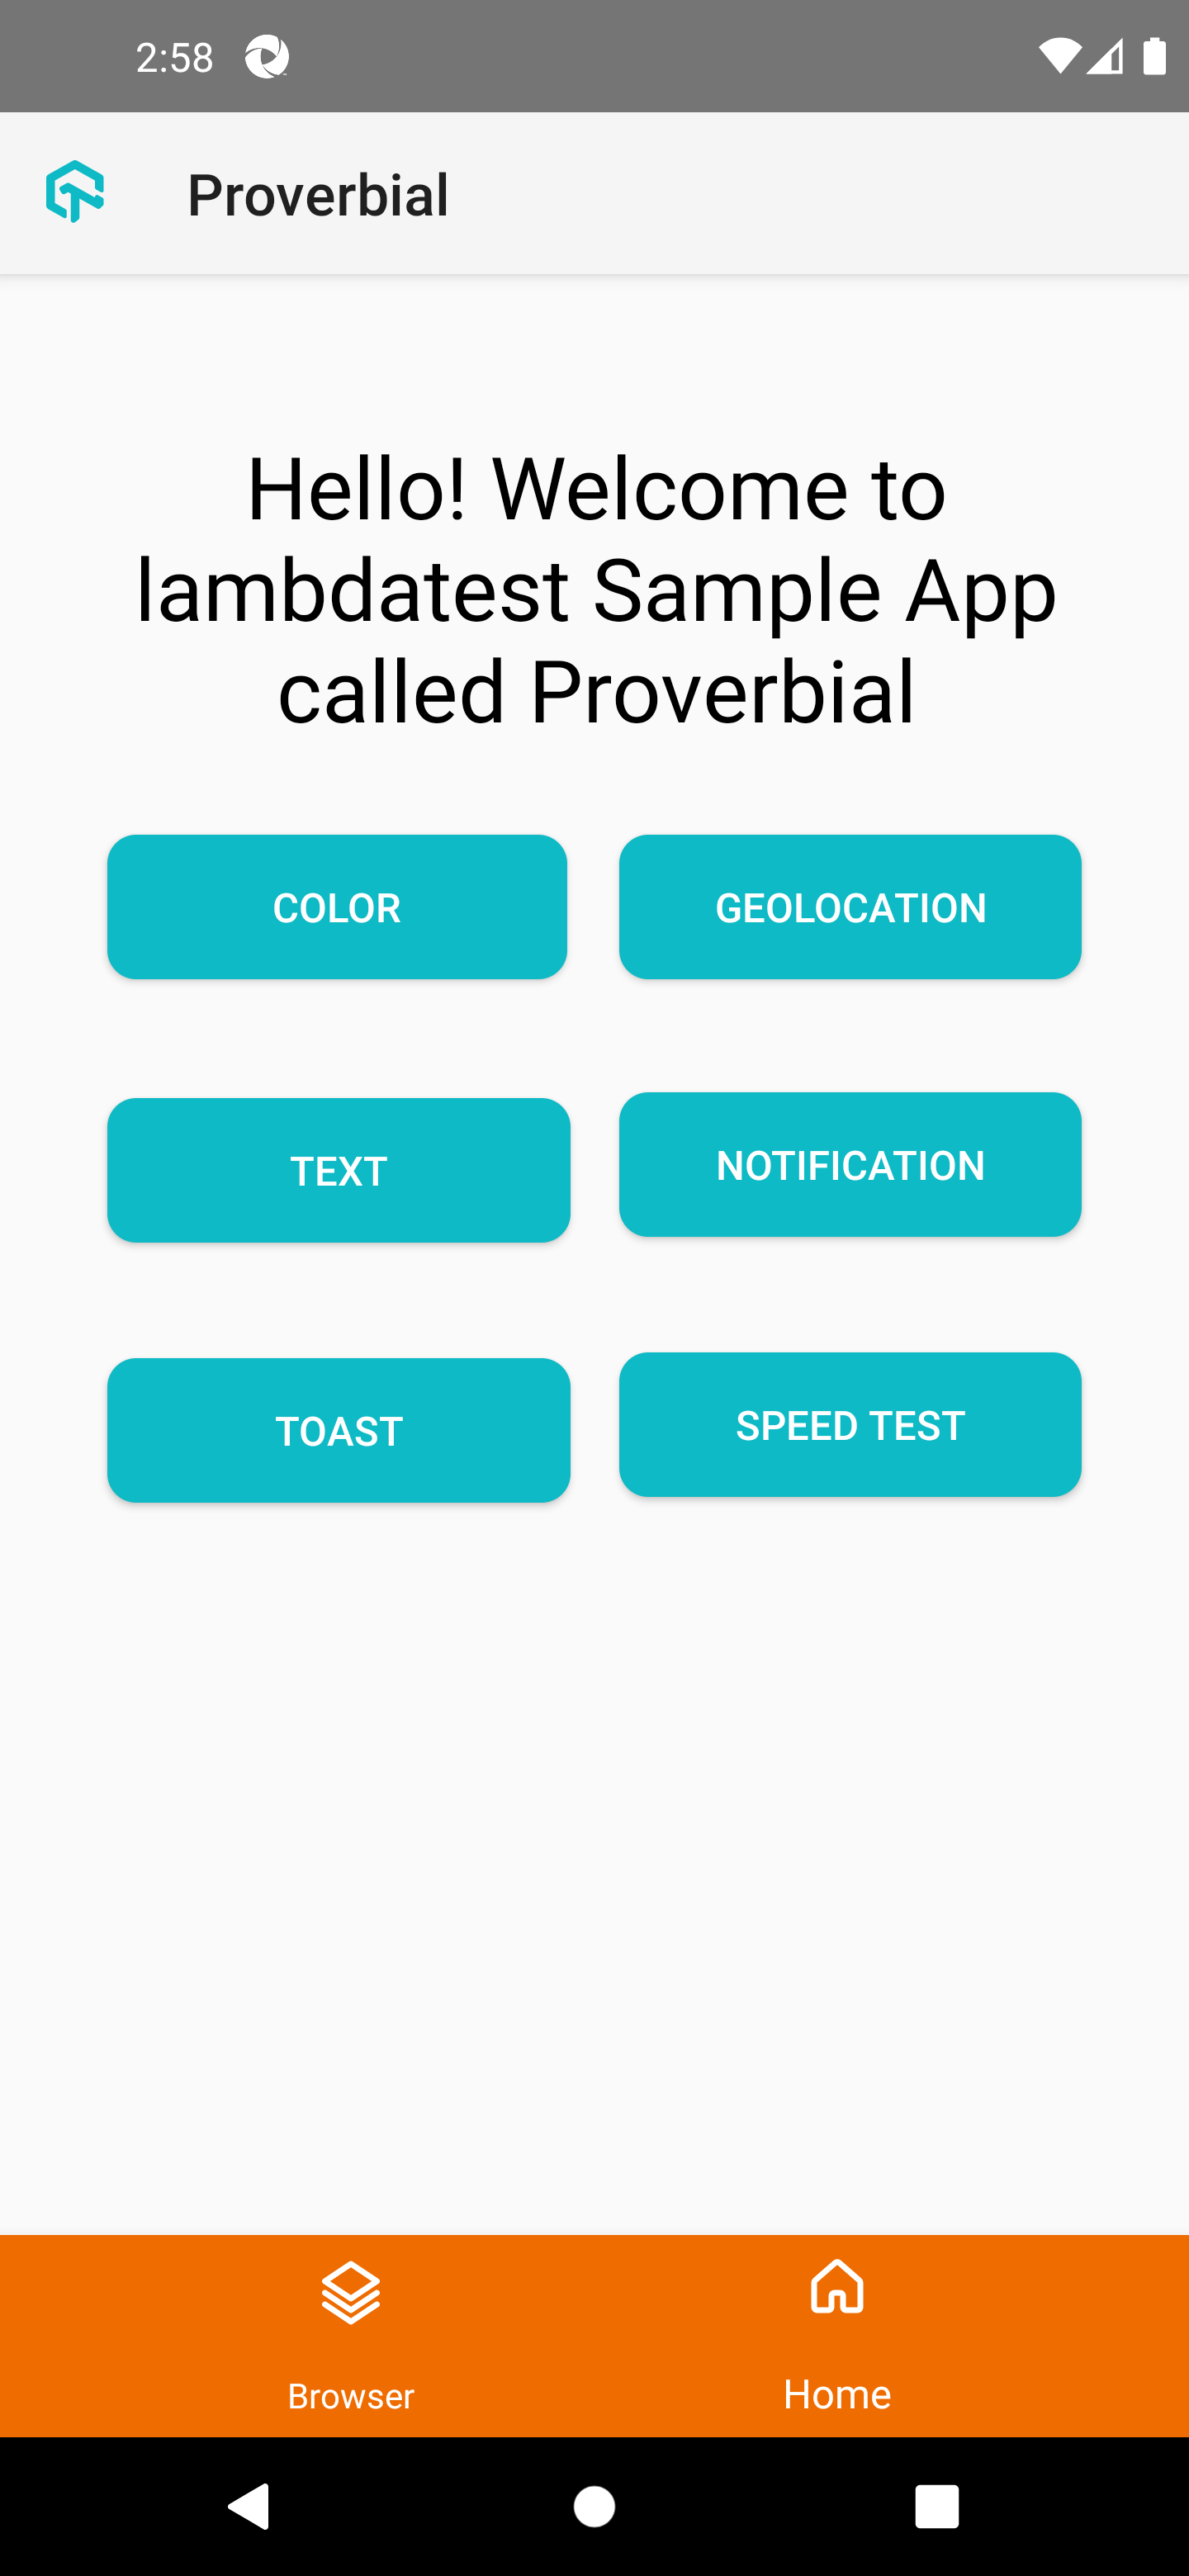 2:58
Proverbial
Hello! Welcome to
lambdatest Sample App
called Proverbial
COLOR
GEOLOCATION
TEXT
NOTIFICATION
TOAST
SPEED TEST
Browser
Home